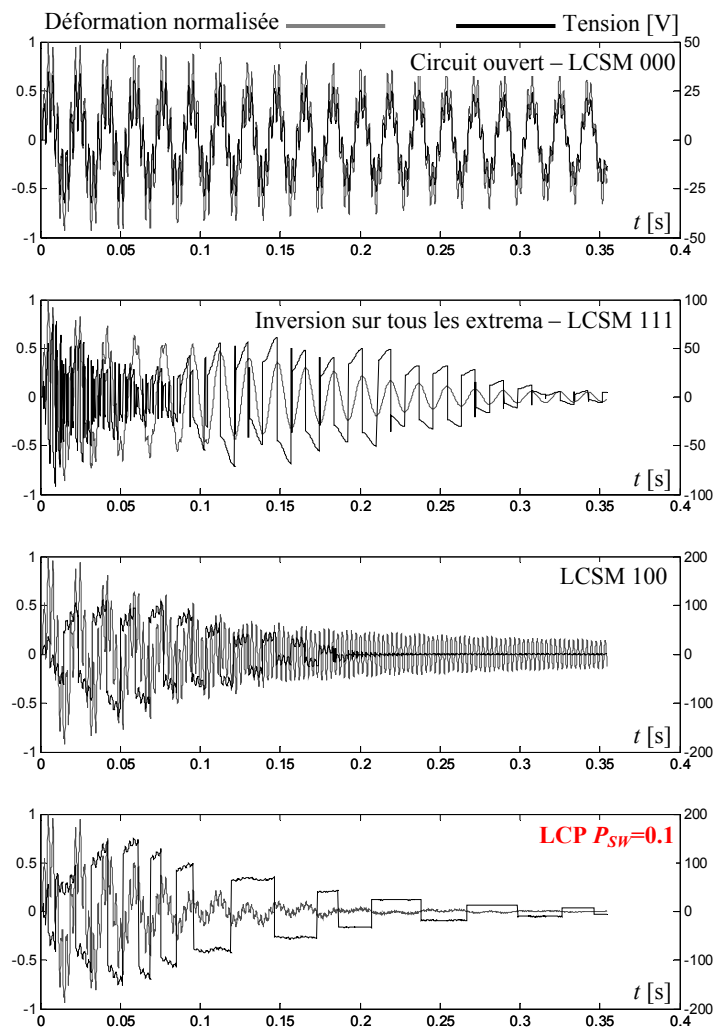 Déformation normalisée Tension [V]
Circuit ouvert – LCSM 000
1 50
0.5 25
0 0
-0.5 25
-1 50
0 0.05 0.1 0.15 0.2 0.25 0.3 0.35 0.4
t [s]
Inversion sur tous les extrema – LCSM 111
1 100
0.5 50
0 0
-0.5 -50
-1 -100
0 0.05 0.1 0.15 0.2 0.25 0.3 0.35 0.4
t [s]
LCSM 100
1 200
0.5 100
0 0
-0.5 -100
-1 -200
0 0.05 0.1 0.15 0.2 0.25 0.3 0.35 0.4
t [s]
LCP PSW=0.1
1 200
0.5 100
0 0
-0.5 -100
-1 -200
0 0.05 0.1 0.15 0.2 0.25 0.3 0.35 0.4
t [s]